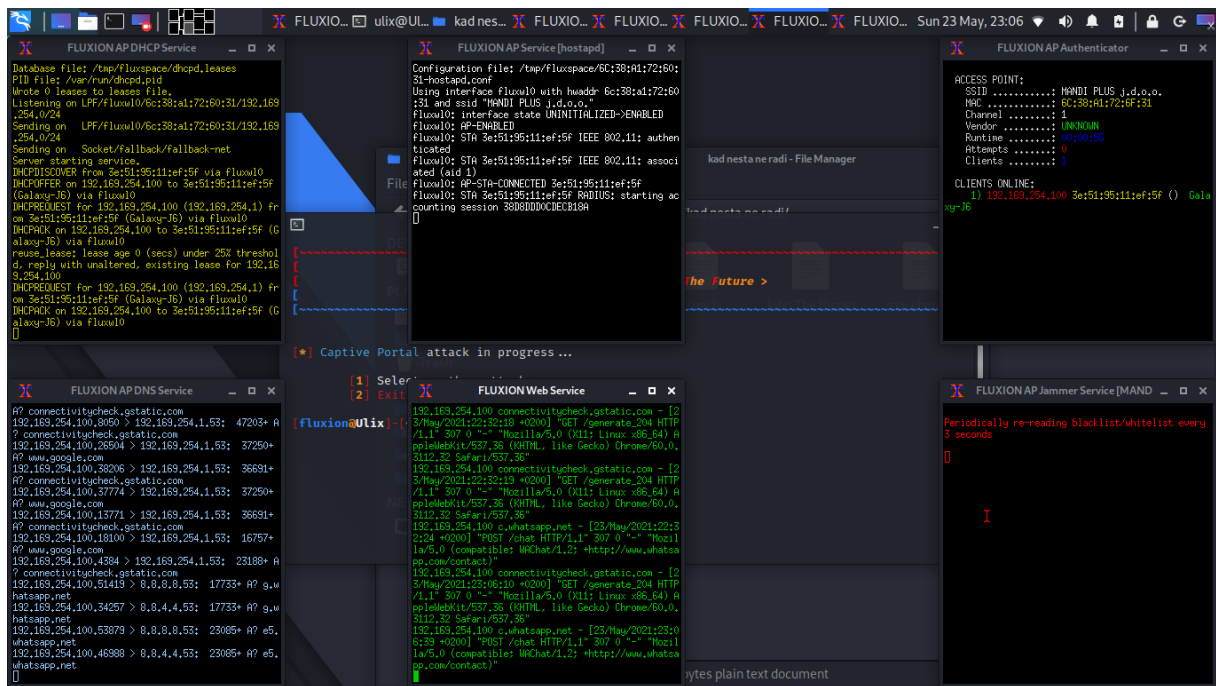 FLUXIO...
ulix@Ul...
kad nes...
FLUXIO...
FLUXIO...
FLUXIO...
FLUXIO...
FLUXIO...
Sun 23 May, 23:06
FLUXION AP DHCP Service
Database file: /tmp/fluxspace/dhcpd.leases
PID file: /var/run/dhcpd.pid
Wrote 0 leases to leases file.
Listening on LPF/fluxwl0/6c:38:a1:72:60:31/192.169
.254.0/24
Sending on   LPF/fluxwl0/6c:38:a1:72:60:31/192.169
.254.0/24
Sending on   Socket/fallback/fallback-net
Server starting service.
DHCPDISCOVER from 3e:51:95:11:ef:5f via fluxwl0
DHCPOFFER on 192.169.254.100 to 3e:51:95:11:ef:5f
(Galaxy-J6) via fluxwl0
DHCPREQUEST for 192.169.254.100 (192.169.254.1) fr
om 3e:51:95:11:ef:5f (Galaxy-J6) via fluxwl0
DHCPACK on 192.169.254.100 to 3e:51:95:11:ef:5f (G
alaxy-J6) via fluxwl0
reuse_lease: lease age 0 (secs) under 25% threshol
d, reply with unaltered, existing lease for 192.16
9.254.100
DHCPREQUEST for 192.169.254.100 (192.169.254.1) fr
om 3e:51:95:11:ef:5f (Galaxy-J6) via fluxwl0
DHCPACK on 192.169.254.100 to 3e:51:95:11:ef:5f (G
alaxy-J6) via fluxwl0
FLUXION AP Service [hostapd]
Configuration file: /tmp/fluxspace/6C:38:A1:72:60:
31-hostapd.conf
Using interface fluxwl0 with hwaddr 6c:38:a1:72:60
:31 and ssid "MANDI PLUS j.d.o.o."
fluxwl0: interface state UNINITIALIZED->ENABLED
fluxwl0: AP-ENABLED
fluxwl0: STA 3e:51:95:11:ef:5f IEEE 802.11: authen
ticated
fluxwl0: STA 3e:51:95:11:ef:5f IEEE 802.11: associ
ated (aid 1)
fluxwl0: AP-STA-CONNECTED 3e:51:95:11:ef:5f
fluxwl0: STA 3e:51:95:11:ef:5f RADIUS: starting ac
counting session 38D8DDD0CDECB18A
FLUXION AP Authenticator
ACCESS POINT:
SSID ...........: MANDI PLUS j.d.o.o.
MAC ............: 6C:38:A1:72:6F:31
Channel ........: 1
Vendor .........: UNKNOWN
Runtime ........:
Attempts .......: 0
Clients ........: 1
CLIENTS ONLINE:
1) 192.169.254.100 3e:51:95:11:ef:5f () Gala
xy-J6
kad nesta ne radi - File Manager
File
The Future >
[*] Captive Portal attack in progress...
[1] Selec
[2] Exit
[fluxion@Ulix]-[
FLUXION AP DNS Service
A? connectivitycheck.gstatic.com
192.169.254.100.8050 > 192.169.254.1.53:  47203+ A
? connectivitycheck.gstatic.com
192.169.254.100.26504 > 192.169.254.1.53:  37250+
A? www.google.com
192.169.254.100.38206 > 192.169.254.1.53:  36691+
A? connectivitycheck.gstatic.com
192.169.254.100.37774 > 192.169.254.1.53:  37250+
A? www.google.com
192.169.254.100.13771 > 192.169.254.1.53:  36691+
A? connectivitycheck.gstatic.com
192.169.254.100.18100 > 192.169.254.1.53:  16757+
A? www.google.com
192.169.254.100.4384 > 192.169.254.1.53:  23188+ A
? connectivitycheck.gstatic.com
192.169.254.100.51419 > 8.8.8.8.53:  17733+ A? g.w
hatsapp.net
192.169.254.100.34257 > 8.8.4.4.53:  17733+ A? g.w
hatsapp.net
192.169.254.100.53879 > 8.8.8.8.53:  23085+ A? e5.
whatsapp.net
192.169.254.100.46988 > 8.8.4.4.53:  23085+ A? e5.
whatsapp.net
FLUXION Web Service
192.169.254.100 connectivitycheck.gstatic.com - [2
3/May/2021:22:32:18 +0200] "GET /generate_204 HTTP
/1.1" 307 0 "-" "Mozilla/5.0 (X11; Linux x86_64) A
ppleWebKit/537.36 (KHTML, like Gecko) Chrome/60.0.
3112.32 Safari/537.36"
192.169.254.100 connectivitycheck.gstatic.com - [2
3/May/2021:22:32:19 +0200] "GET /generate_204 HTTP
/1.1" 307 0 "-" "Mozilla/5.0 (X11; Linux x86_64) A
ppleWebKit/537.36 (KHTML, like Gecko) Chrome/60.0.
3112.32 Safari/537.36"
192.169.254.100 c.whatsapp.net - [23/May/2021:22:3
2:24 +0200] "POST /chat HTTP/1.1" 307 0 "-" "Mozil
la/5.0 (compatible; WAChat/1.2; +http://www.whatsa
pp.com/contact)"
192.169.254.100 connectivitycheck.gstatic.com - [2
3/May/2021:23:06:10 +0200] "GET /generate_204 HTTP
/1.1" 307 0 "-" "Mozilla/5.0 (X11; Linux x86_64) A
ppleWebKit/537.36 (KHTML, like Gecko) Chrome/60.0.
3112.32 Safari/537.36"
192.169.254.100 c.whatsapp.net - [23/May/2021:23:0
6:39 +0200] "POST /chat HTTP/1.1" 307 0 "-" "Mozil
la/5.0 (compatible; WAChat/1.2; +http://www.whatsa
pp.com/contact)"
FLUXION AP Jammer Service [MAND
Periodically re-reading blacklist/whitelist every
3 seconds
bytes plain text document